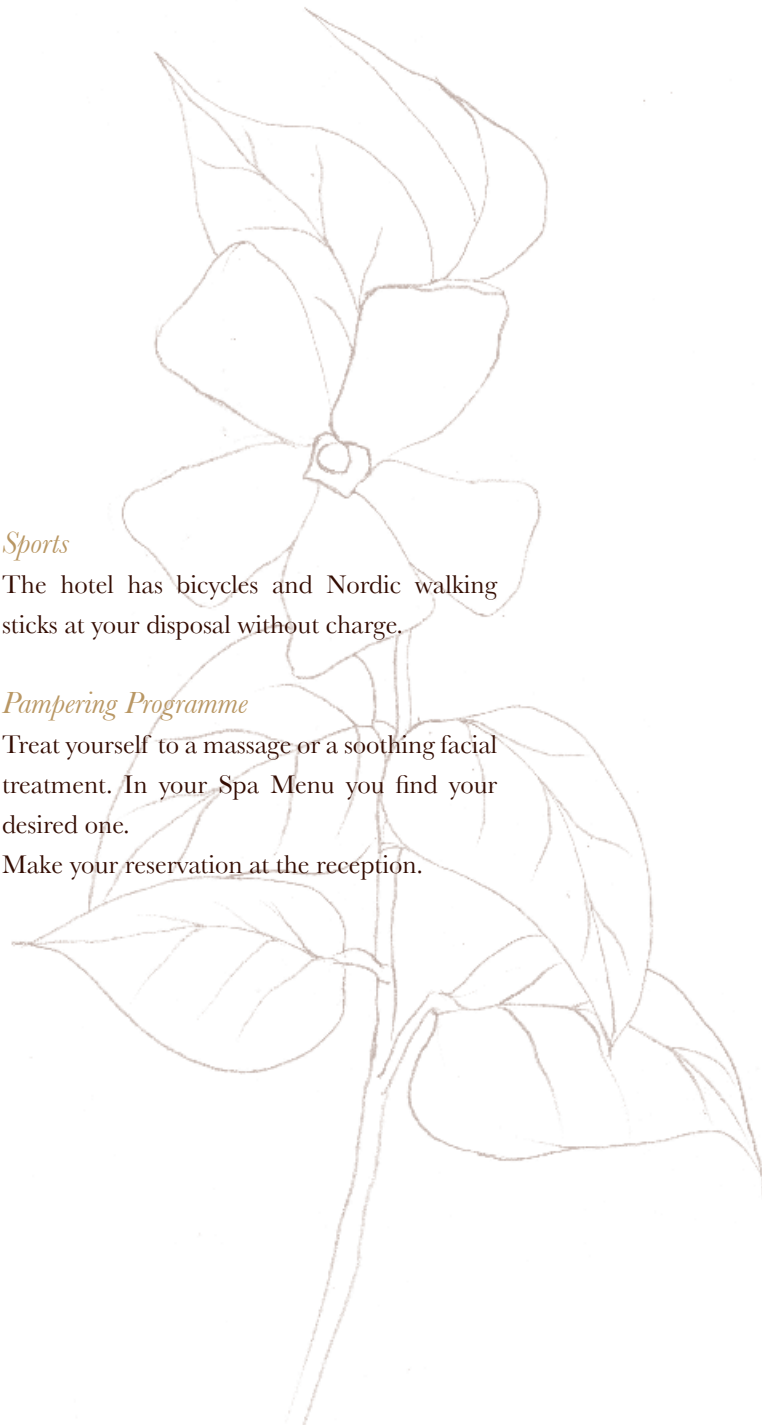 Sports
The hotel has bicycles and Nordic walking
sticks at your disposal without charge.
Pampering Programme
Treat yourself to a massage or a soothing facial
treatment. In your Spa Menu you find your
desired one.
Make your reservation at the reception.